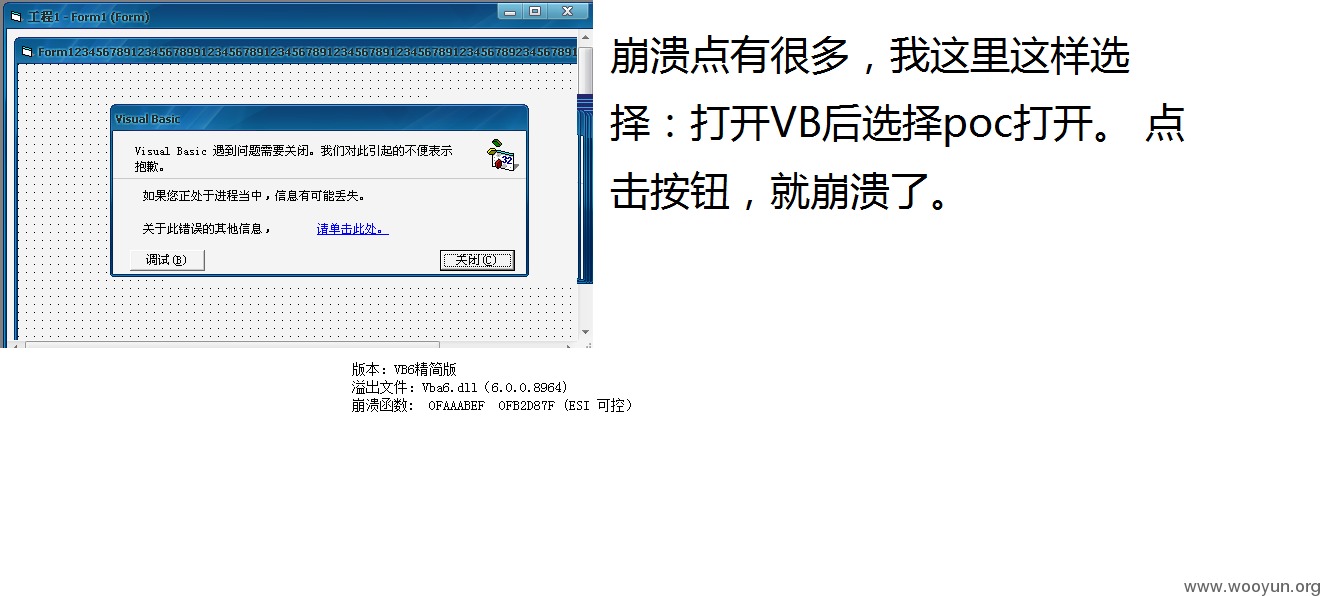 工程1 - Form1 (Form)
崩溃点有很多，我这里这样选
择：打开VB后选择poc打开。 点
击按钮，就崩溃了。
Visual Basic
Visual Basic 遇到问题需要关闭。我们对此引起的不便表示
抱歉。
如果您正处于进程当中，信息有可能丢失。
关于此错误的其他信息， 请单击此处。
调试(B) 关闭(C)
版本：VB6精简版
溢出文件：Vba6.dll（6.0.0.8964）
崩溃函数： 0FAAABEF 0FB2D87F（ESI 可控）
www.wooyun.org